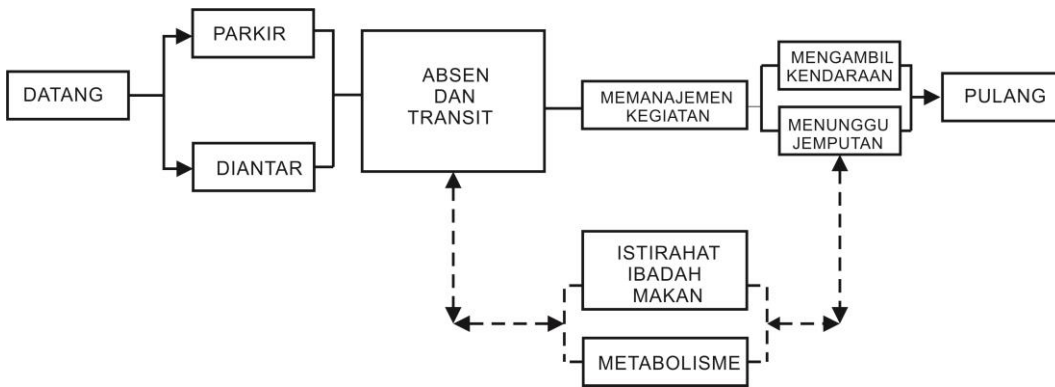 DATANG
PARKIR
DIANTAR
ABSEN
DAN
TRANSIT
MEMANAJEMEN
KEGIATAN
MENGAMBIL
KENDARAAN
MENUNGGU
JEMPUTAN
PULANG
ISTIRAHAT
IBADAH
MAKAN
METABOLISME